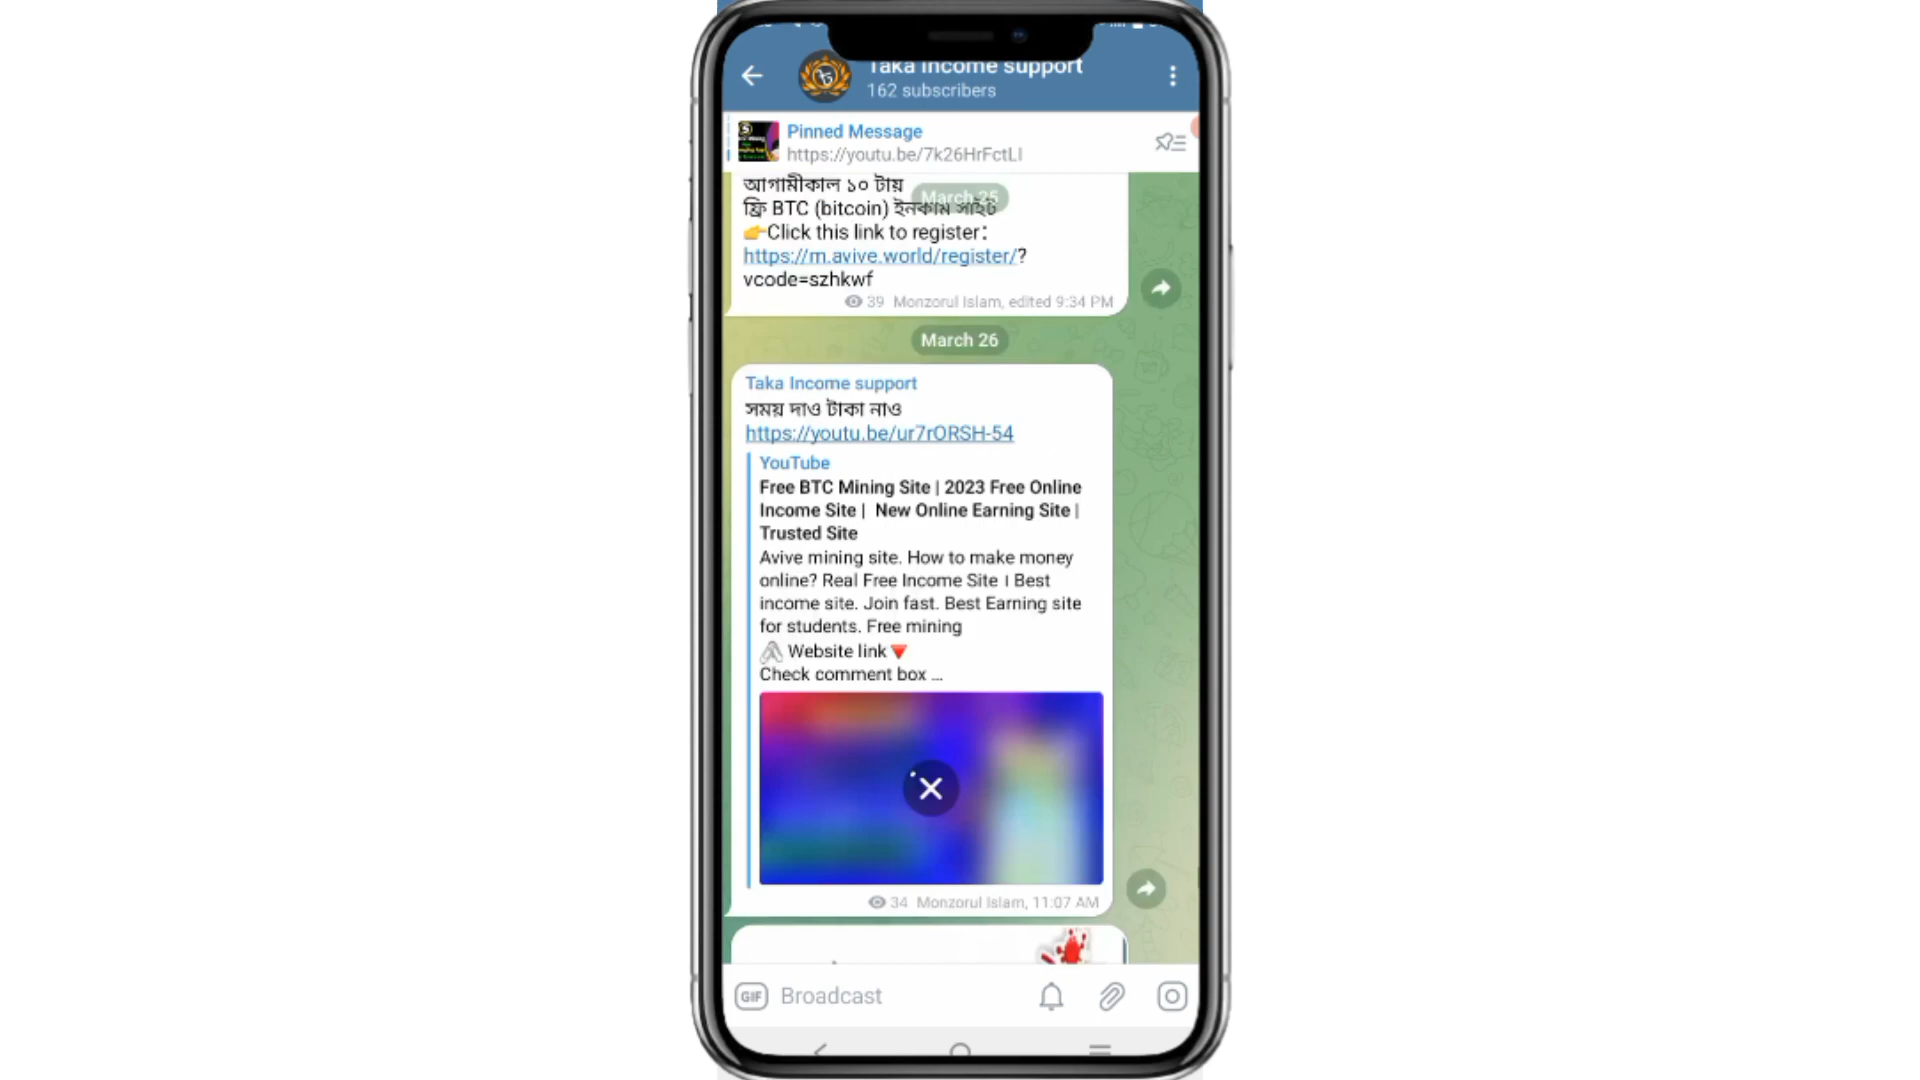 Taka Income support
162 subscribers
Pinned Message
https://youtu.be/7k26HrFctLI
আগামীকাল ১০ টায়
March 25
ফ্রি BTC (bitcoin) ইনকাম সাইট
👉Click this link to register:
https://m.avive.world/register/?
vcode=szhkwf
39 Monzorul Islam, edited 9:34 PM
March 26
Taka Income support
সময় দাও টাকা নাও
https://youtu.be/ur7rORSH-54
YouTube
Free BTC Mining Site | 2023 Free Online
Income Site | New Online Earning Site |
Trusted Site
Avive mining site. How to make money
online? Real Free Income Site । Best
income site. Join fast. Best Earning site
for students. Free mining
🖇 Website link🔻
Check comment box ...
34 Monzorul Islam, 11:07 AM
GIF Broadcast